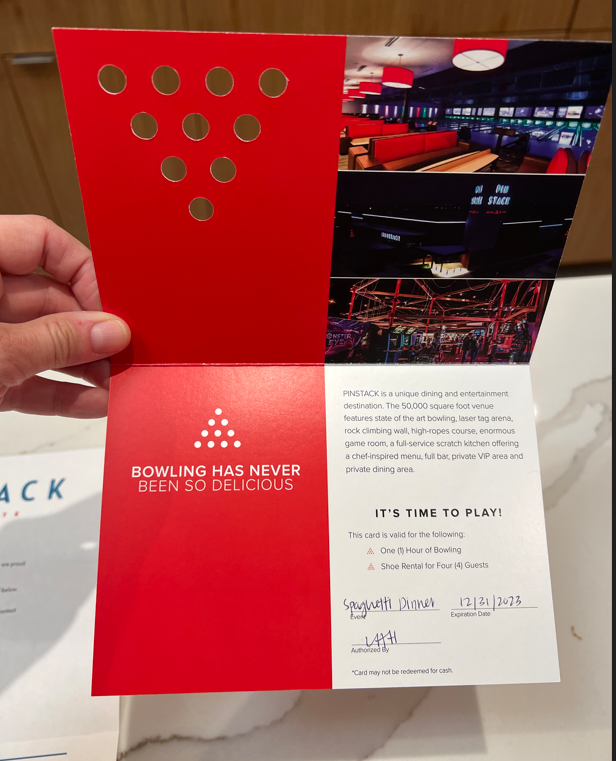 PIN
STACK
BOWLING HAS NEVER
BEEN SO DELICIOUS
PINSTACK is a unique dining and entertainment
destination. The 50,000 square foot venue
features state of the art bowling, laser tag arena,
rock climbing wall, high-ropes course, enormous
game room, a full-service scratch kitchen offering
a chef-inspired menu, full bar, private VIP area and
private dining area.
IT'S TIME TO PLAY!
This card is valid for the following:
One (1) Hour of Bowling
Shoe Rental for Four (4) Guests
Spaghetti Dinner 12/31/2023
Event Expiration Date
Authorized By
*Card may not be redeemed for cash.
ACK
are proud